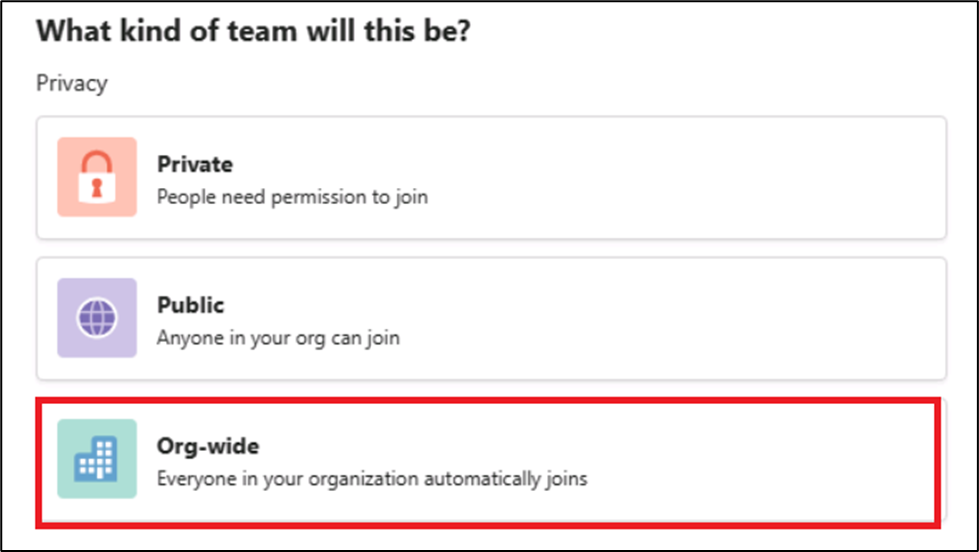 What kind of team will this be?
Privacy
Private
People need permission to join
Public
Anyone in your org can join
Org-wide
Everyone in your organization automatically joins